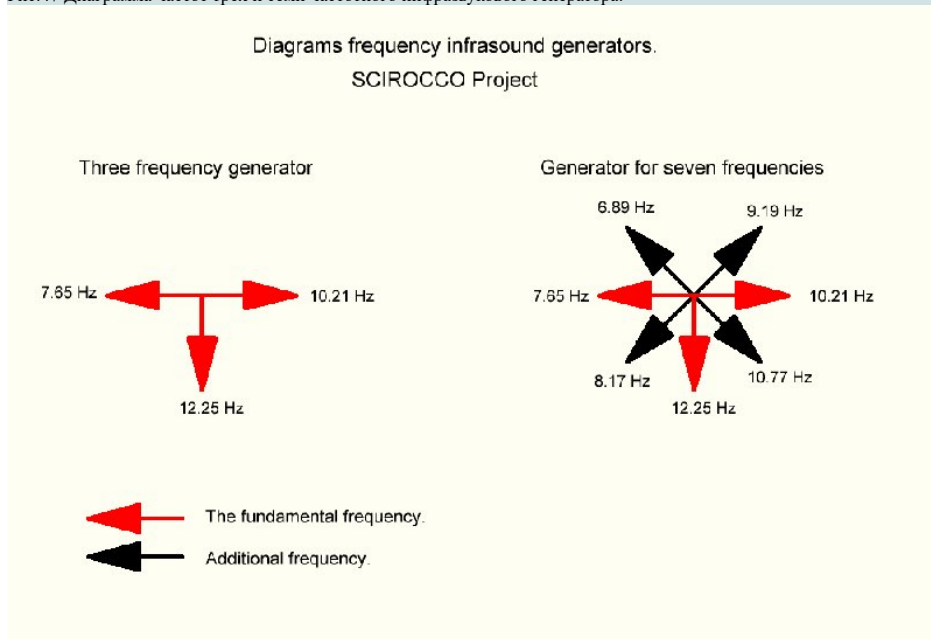 Diagrams frequency infrasound generators.
SCIROCCO Project
Three frequency generator
Generator for seven frequencies
7.65 Hz
10.21 Hz
12.25 Hz
6.89 Hz
9.19 Hz
7.65 Hz
10.21 Hz
8.17 Hz
10.77 Hz
12.25 Hz
The fundamental frequency.
Additional frequency.